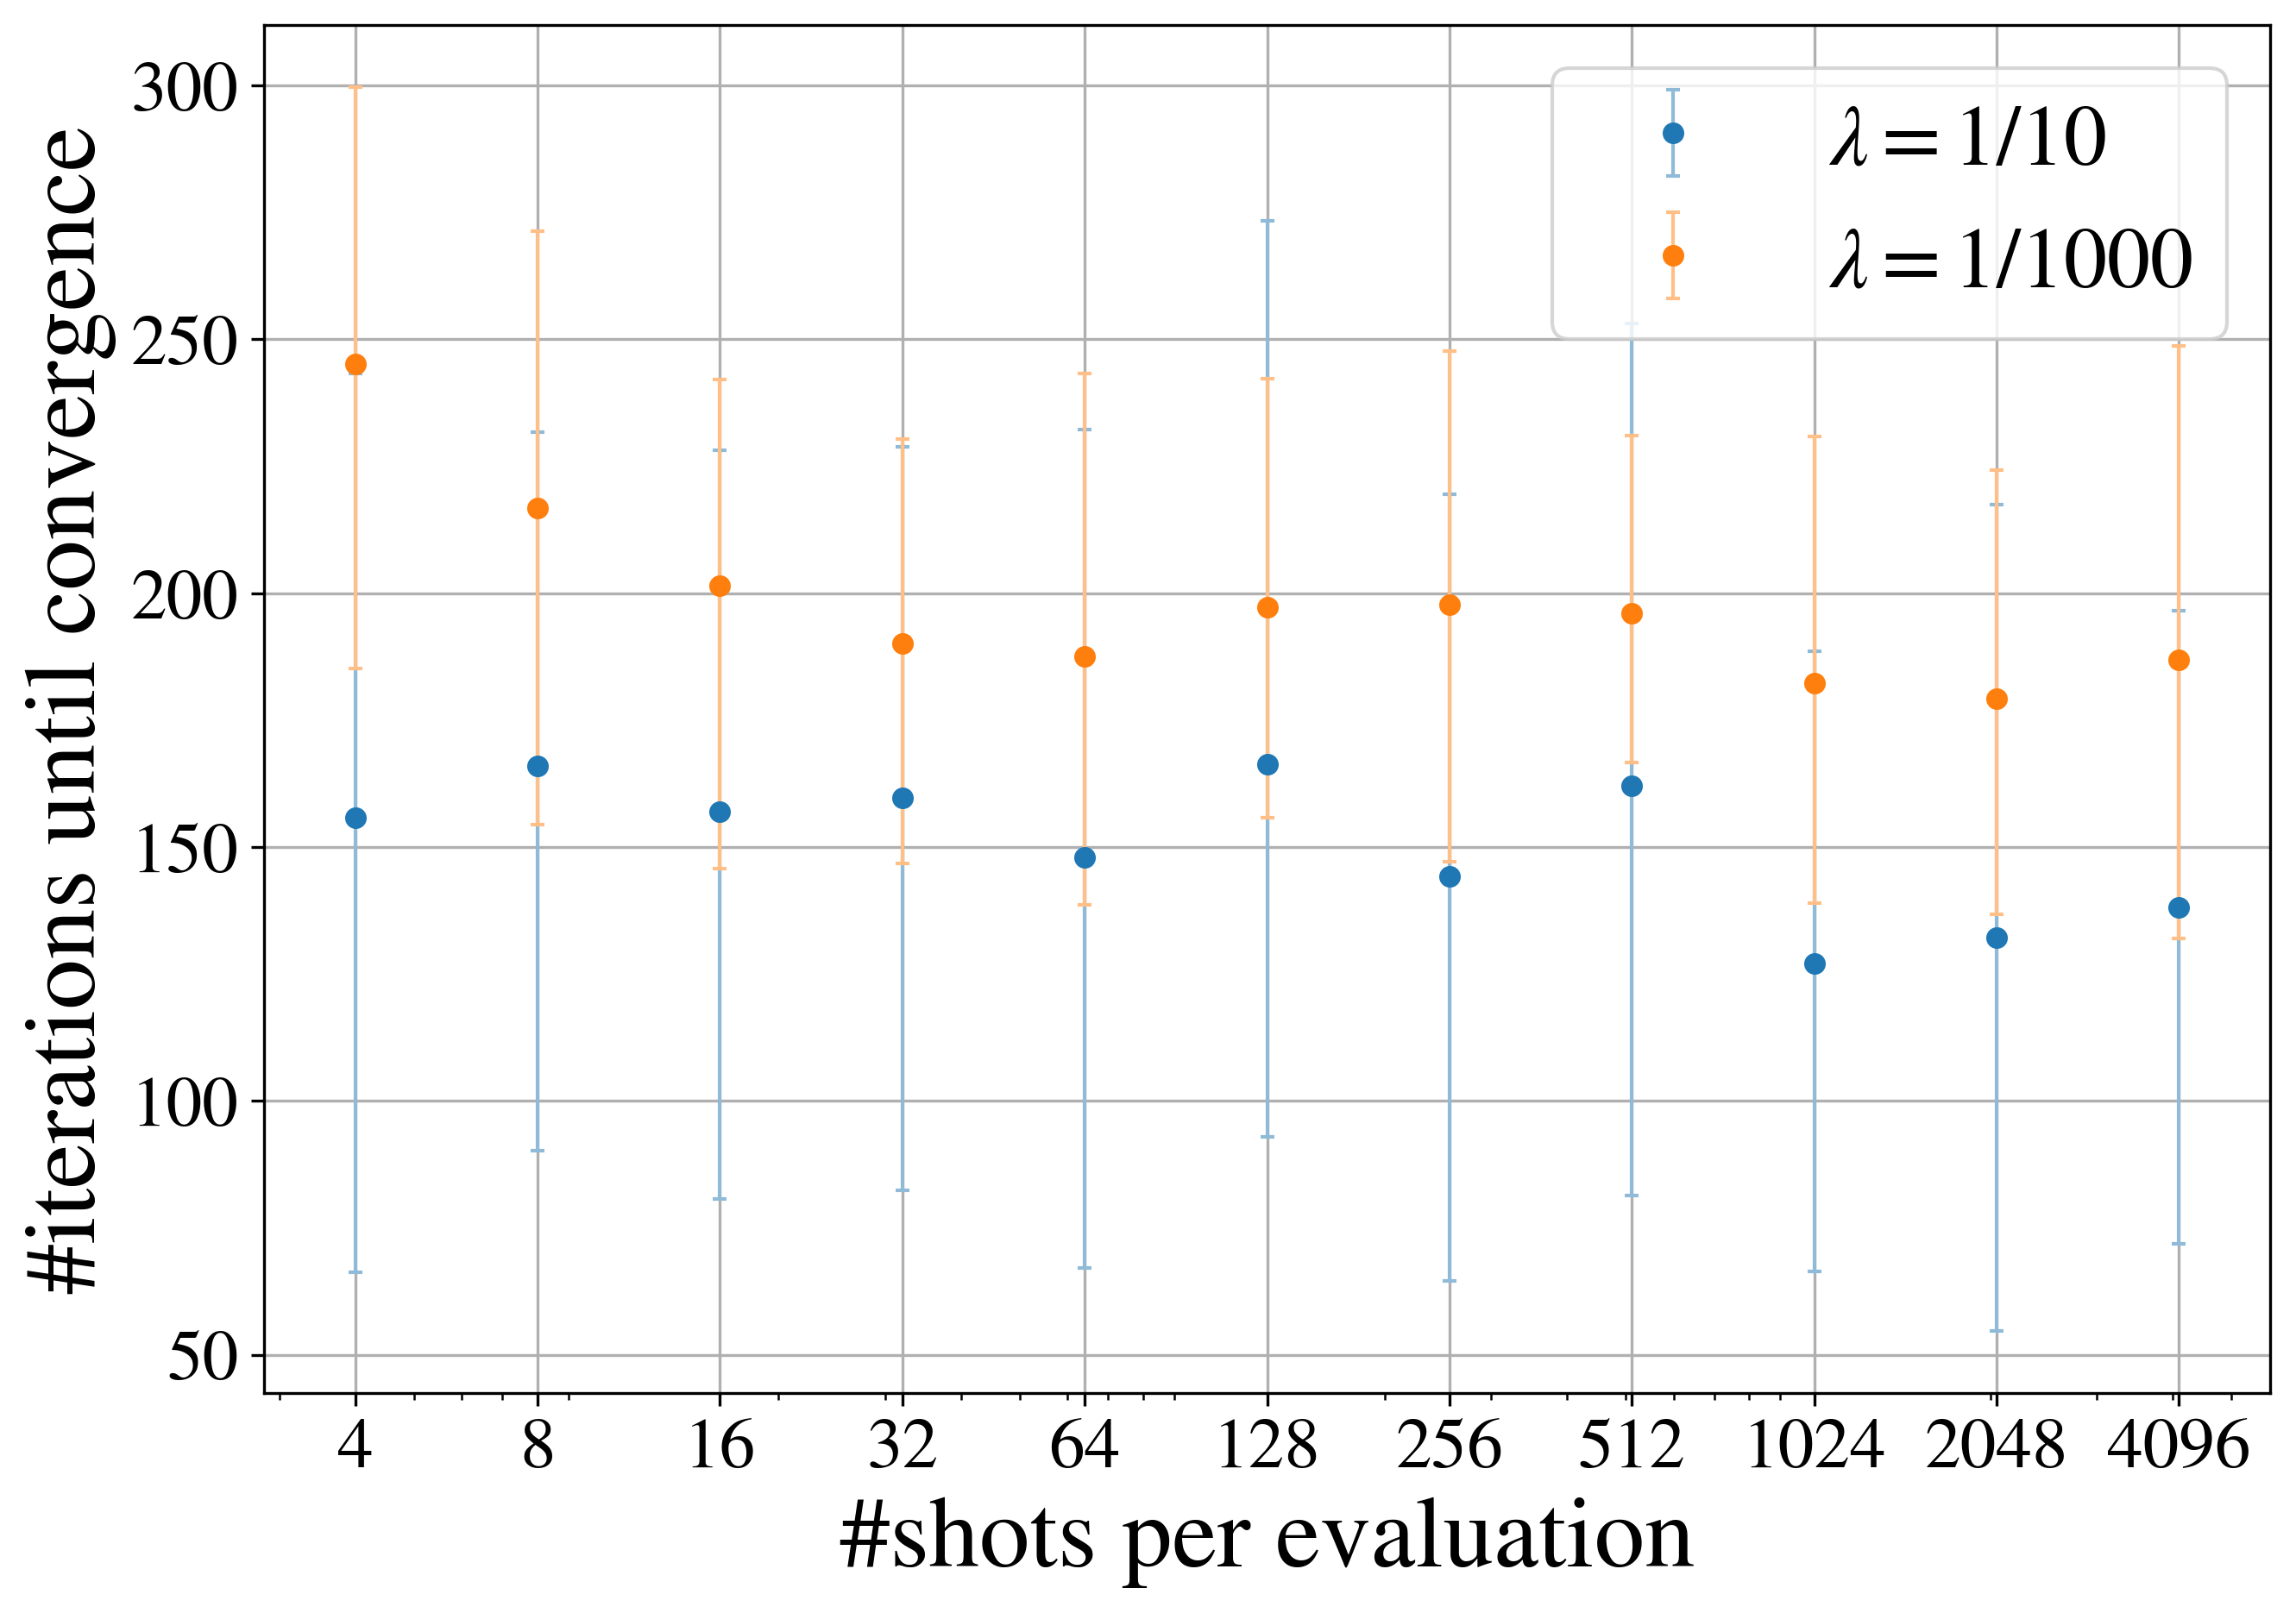 #iterations until convergence
300
250
200
150
100
50
λ = 1/10
λ = 1/1000
4 8 16 32 64 128 256 512 1024 2048 4096
#shots per evaluation